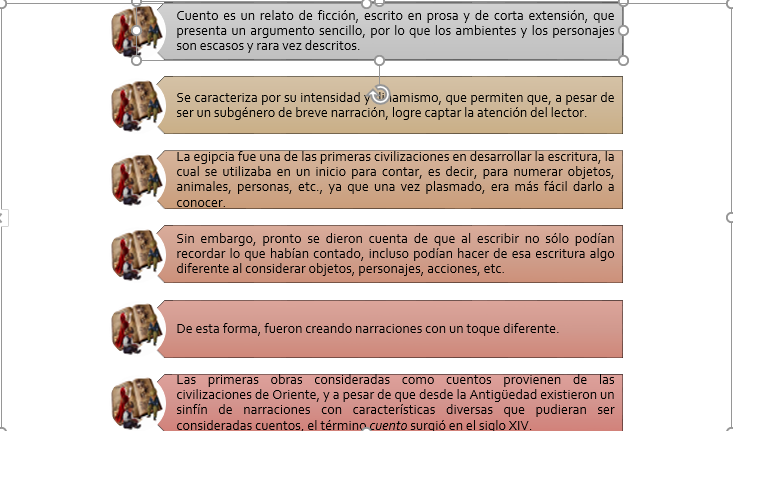 Cuento es un relato de ficción, escrito en prosa y de corta extensión, que
presenta un argumento sencillo, por lo que los ambientes y los personajes
son escasos y rara vez descritos.
Se caracteriza por su intensidad y dinamismo, que permiten que, a pesar de
ser un subgénero de breve narración, logre captar la atención del lector.
La egipcia fue una de las primeras civilizaciones en desarrollar la escritura, la
cual se utilizaba en un inicio para contar, es decir, para numerar objetos,
animales, personas, etc., ya que una vez plasmado, era más fácil darlo a
conocer.
Sin embargo, pronto se dieron cuenta de que al escribir no sólo podían
recordar lo que habían contado, incluso podían hacer de esa escritura algo
diferente al considerar objetos, personajes, acciones, etc.
De esta forma, fueron creando narraciones con un toque diferente.
Las primeras obras consideradas como cuentos provienen de las
civilizaciones de Oriente, y a pesar de que desde la Antigüedad existieron un
sinfín de narraciones con características diversas que pudieran ser
consideradas cuentos, el término cuento surgió en el siglo XIV.